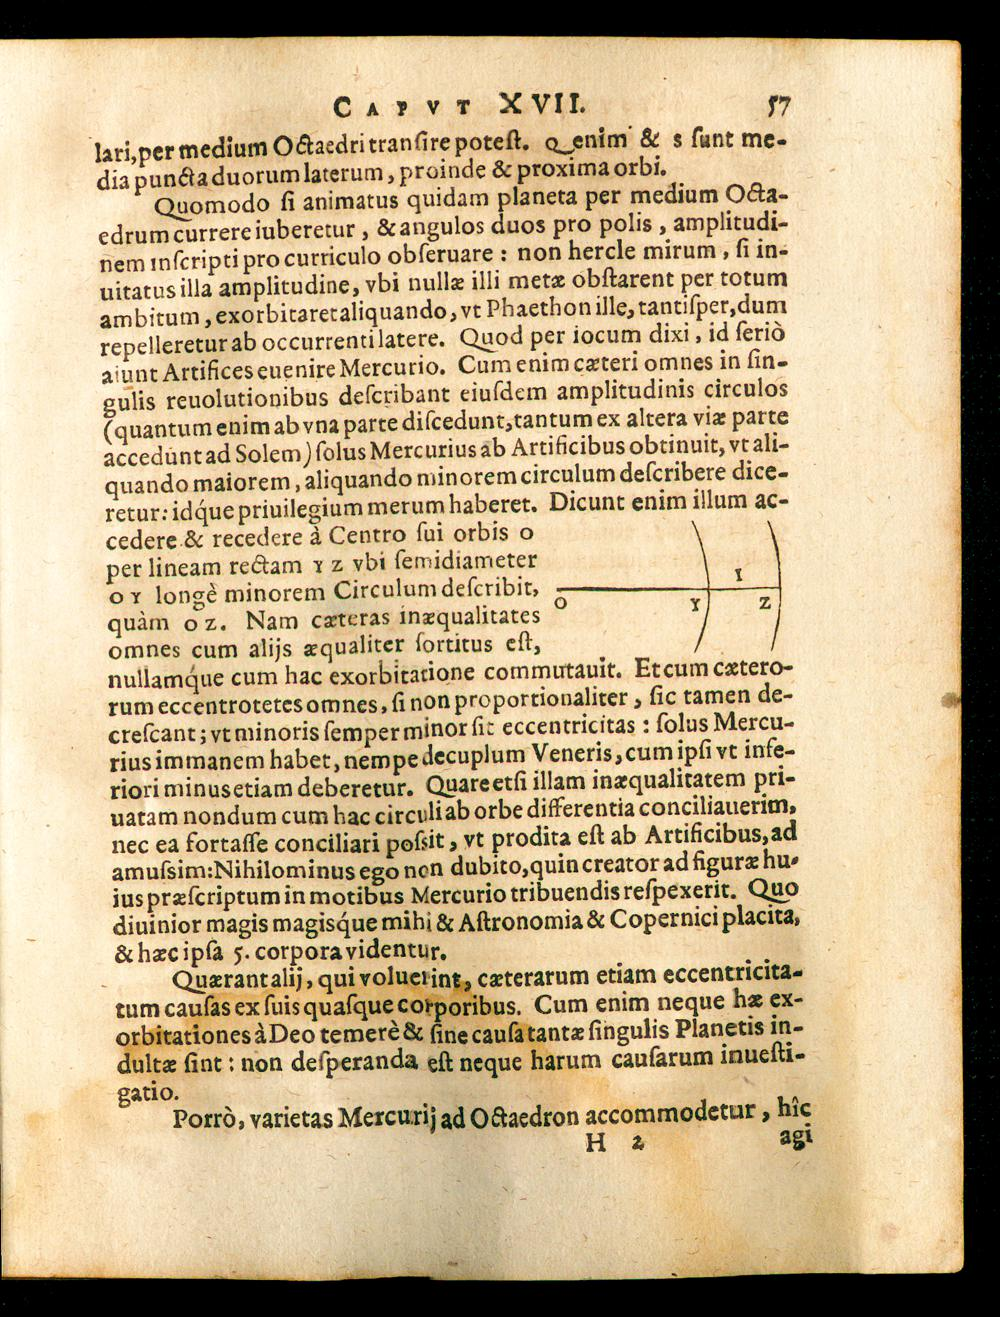 CAPVT XVII. 57
lari, per medium Octaedri transire potest. Q enim & s sunt me-
dia puncta duorum laterum, proinde & proxima orbi.
Quomodo si animatus quidam planeta per medium Octa-
edrum currere iuberetur, & angulos duos pro polis, amplitudi-
nem inscripti pro curriculo obseruare: non hercle mirum, si in-
uitatus illa amplitudine, vbi nullæ illi metæ obstarent per totum
ambitum, exorbitaret aliquando, vt Phaethon ille, tantisper, dum
repelleretur ab occurrenti latere. Quod per iocum dixi, id seriò
aiunt Artifices euenire Mercurio. Cum enim cæteri omnes in sin-
gulis reuolutionibus describant eiusdem amplitudinis circulos
(quantum enim ab vna parte discedunt, tantum ex altera viæ parte
accedunt ad Solem) solus Mercurius ab Artificibus obtinuit, vt ali-
quando maiorem, aliquando minorem circulum describere dice-
retur: idq́ue priuilegium merum haberet. Dicunt enim illum ac-
cedere & recedere à Centro sui orbis O
per lineam rectam Y Z vbi semidiameter
O Y longè minorem Circulum describit,
quàm O Z. Nam cæteras inæqualitates
omnes cum alijs æqualiter sortitus est,
O Y I Z
nullamq́ue cum hac exorbitatione commutauit. Et cum cætero-
rum eccentrotetes omnes, si non proportionaliter, sic tamen de-
crescant; vt minoris semper minor sit eccentricitas: solus Mercu-
rius immanem habet, nempe decuplum Veneris, cum ipsi vt infe-
riori minus etiam deberetur. Quare etsi illam inæqualitatem pri-
uatam nondum cum hac circuli ab orbe differentia conciliauerim,
nec ea fortasse conciliari possit, vt prodita est ab Artificibus, ad
amussim: Nihilominus ego non dubito, quin creator ad figuræ hu-
ius præscriptum in motibus Mercurio tribuendis respexerit. Quo
diuinior magis magisq́ue mihi & Astronomia & Copernici placita,
& hæc ipsa 5. corpora videntur.
Quærant alij, qui voluerint, cæterarum etiam eccentricita-
tum causas ex suis quasque corporibus. Cum enim neque hæ ex-
orbitationes à Deo temerè & sine causa tantæ singulis Planetis in-
dultæ sint: non desperanda est neque harum causarum inuesti-
gatio.
Porrò, varietas Mercurij ad Octaedron accommodetur, hîc
H 2 agi